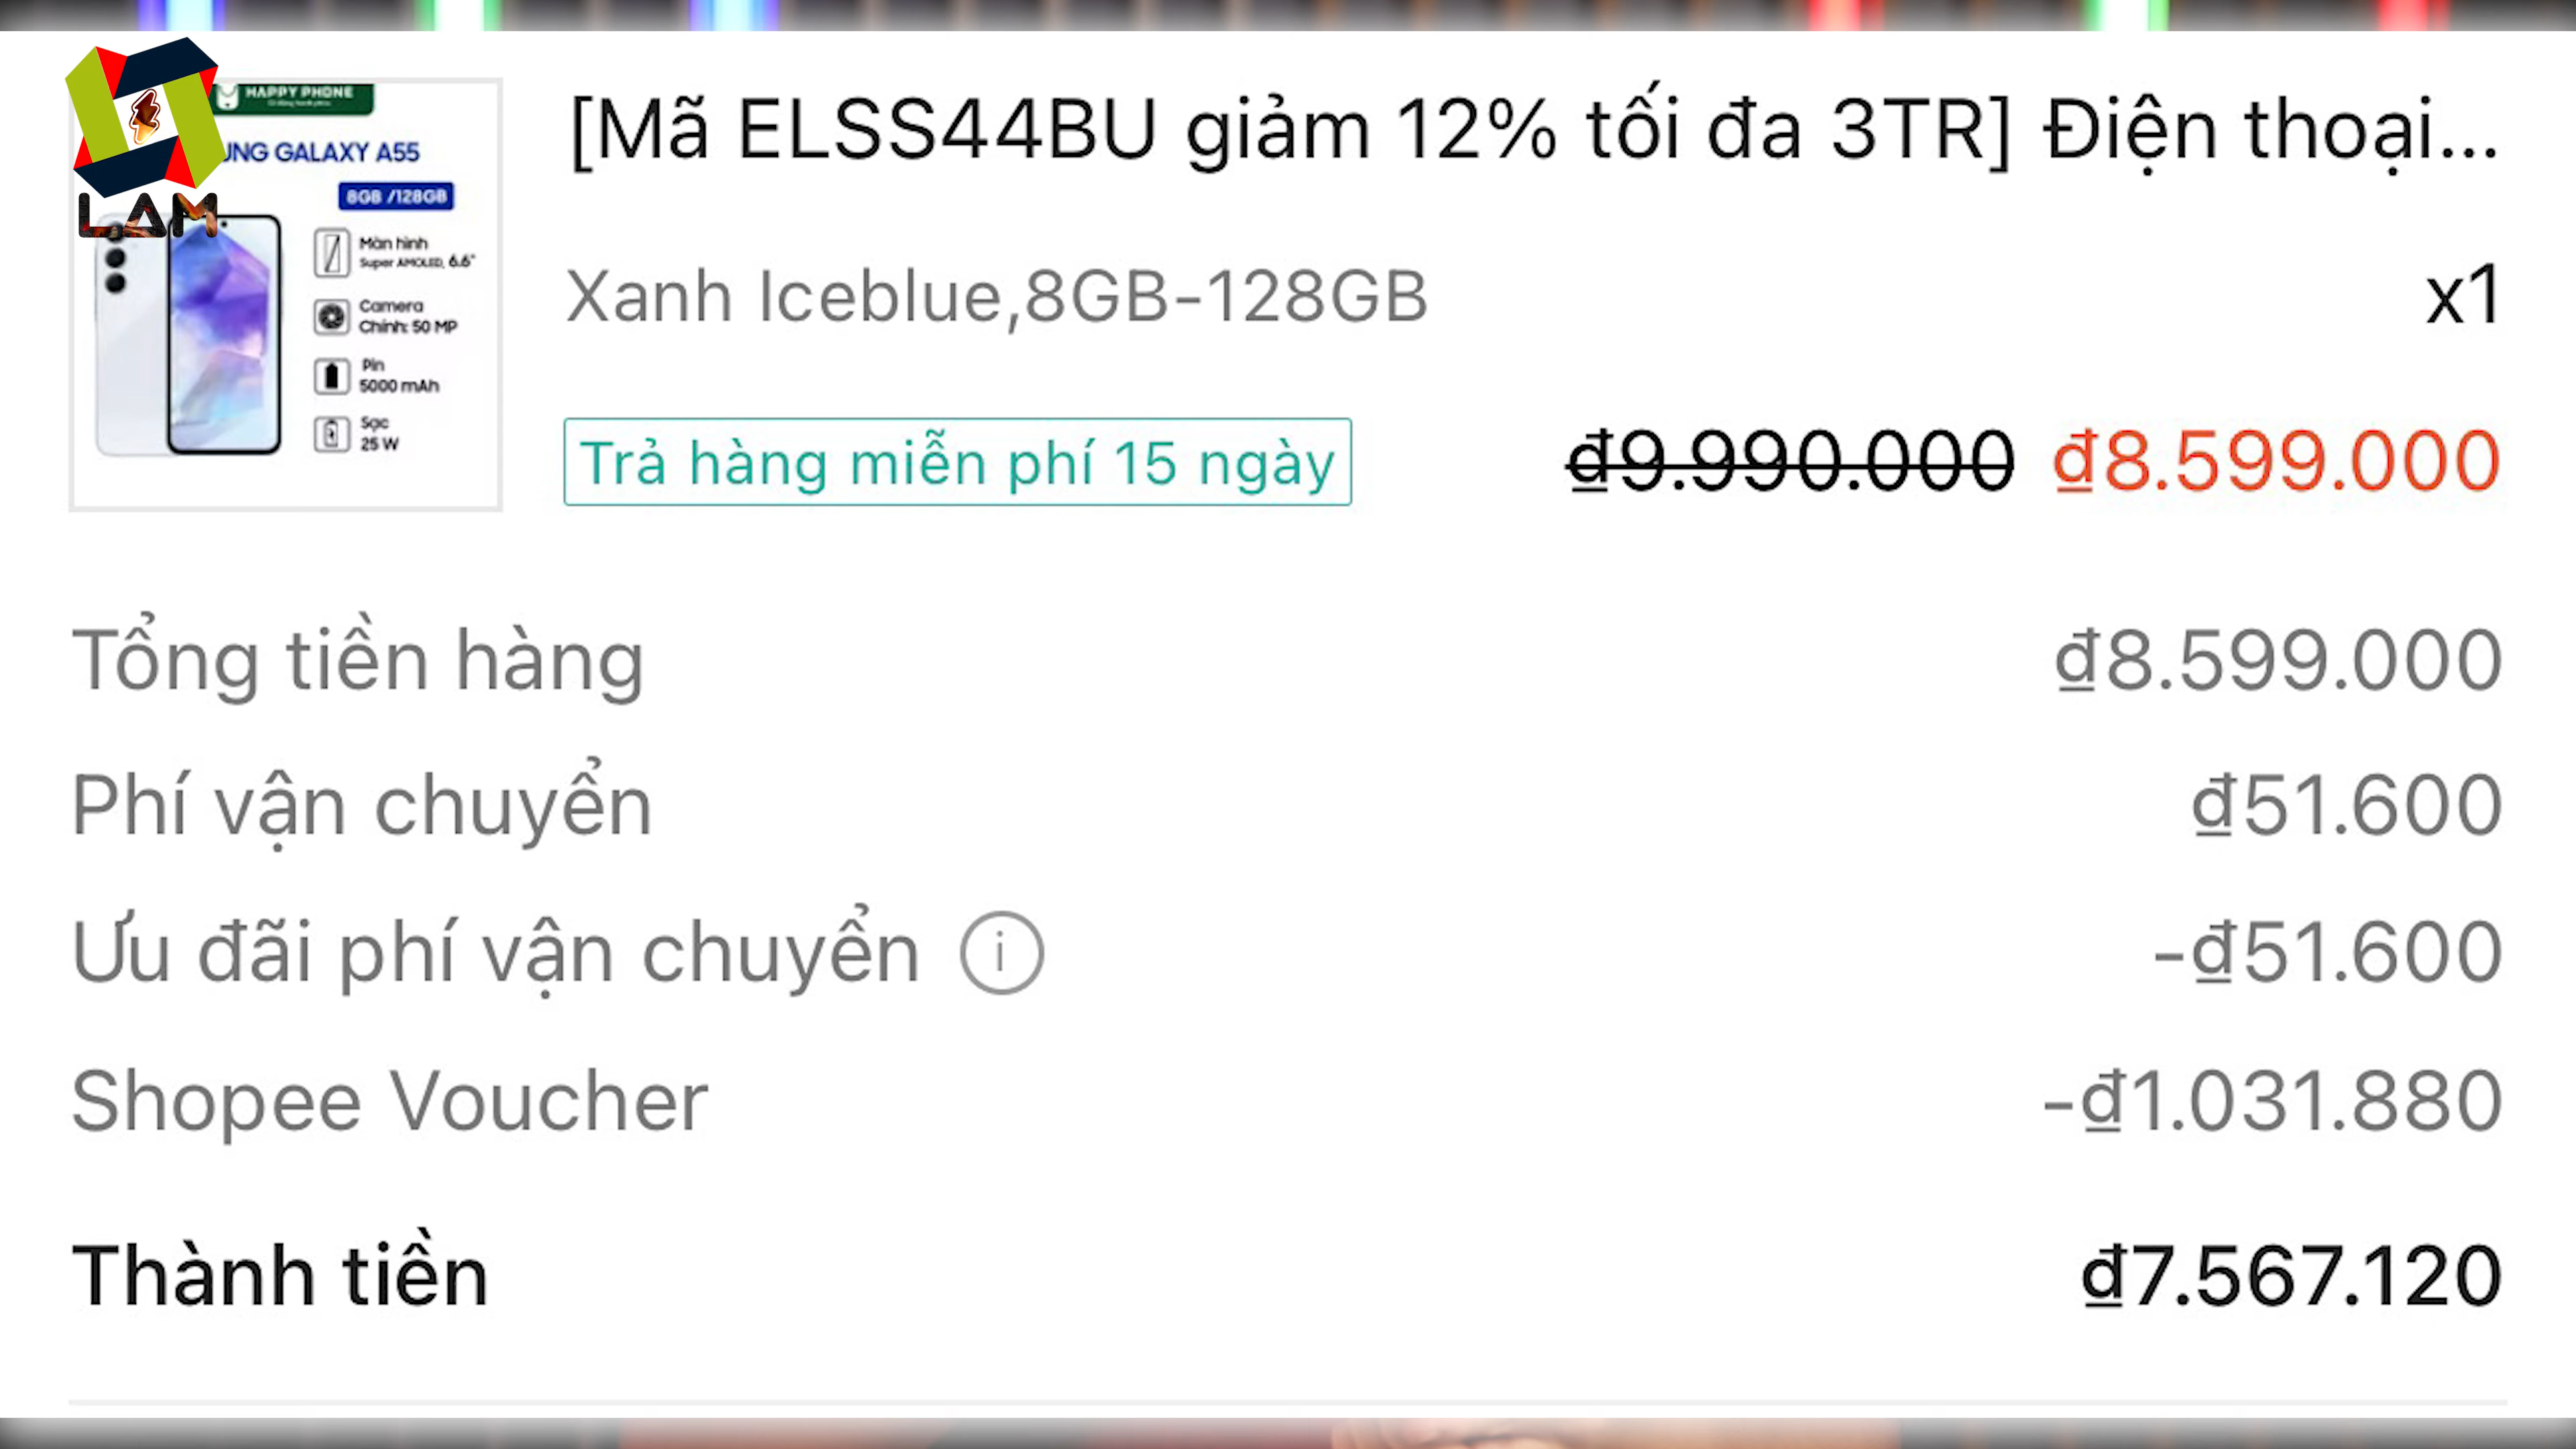 HAPPY PHONE
UNG GALAXY A55
8GB /128GB
LAM
Màn hình
Super AMOLED, 6.6"
Camera
Chính: 50 MP
Pin
5000 mAh
Sạc
25 W
[Mã ELSS44BU giảm 12% tối đa 3TR] Điện thoại...
Xanh Iceblue,8GB-128GB x1
Trả hàng miễn phí 15 ngày ₫9.990.000 ₫8.599.000
Tổng tiền hàng ₫8.599.000
Phí vận chuyển ₫51.600
Ưu đãi phí vận chuyển i -₫51.600
Shopee Voucher -₫1.031.880
Thành tiền ₫7.567.120